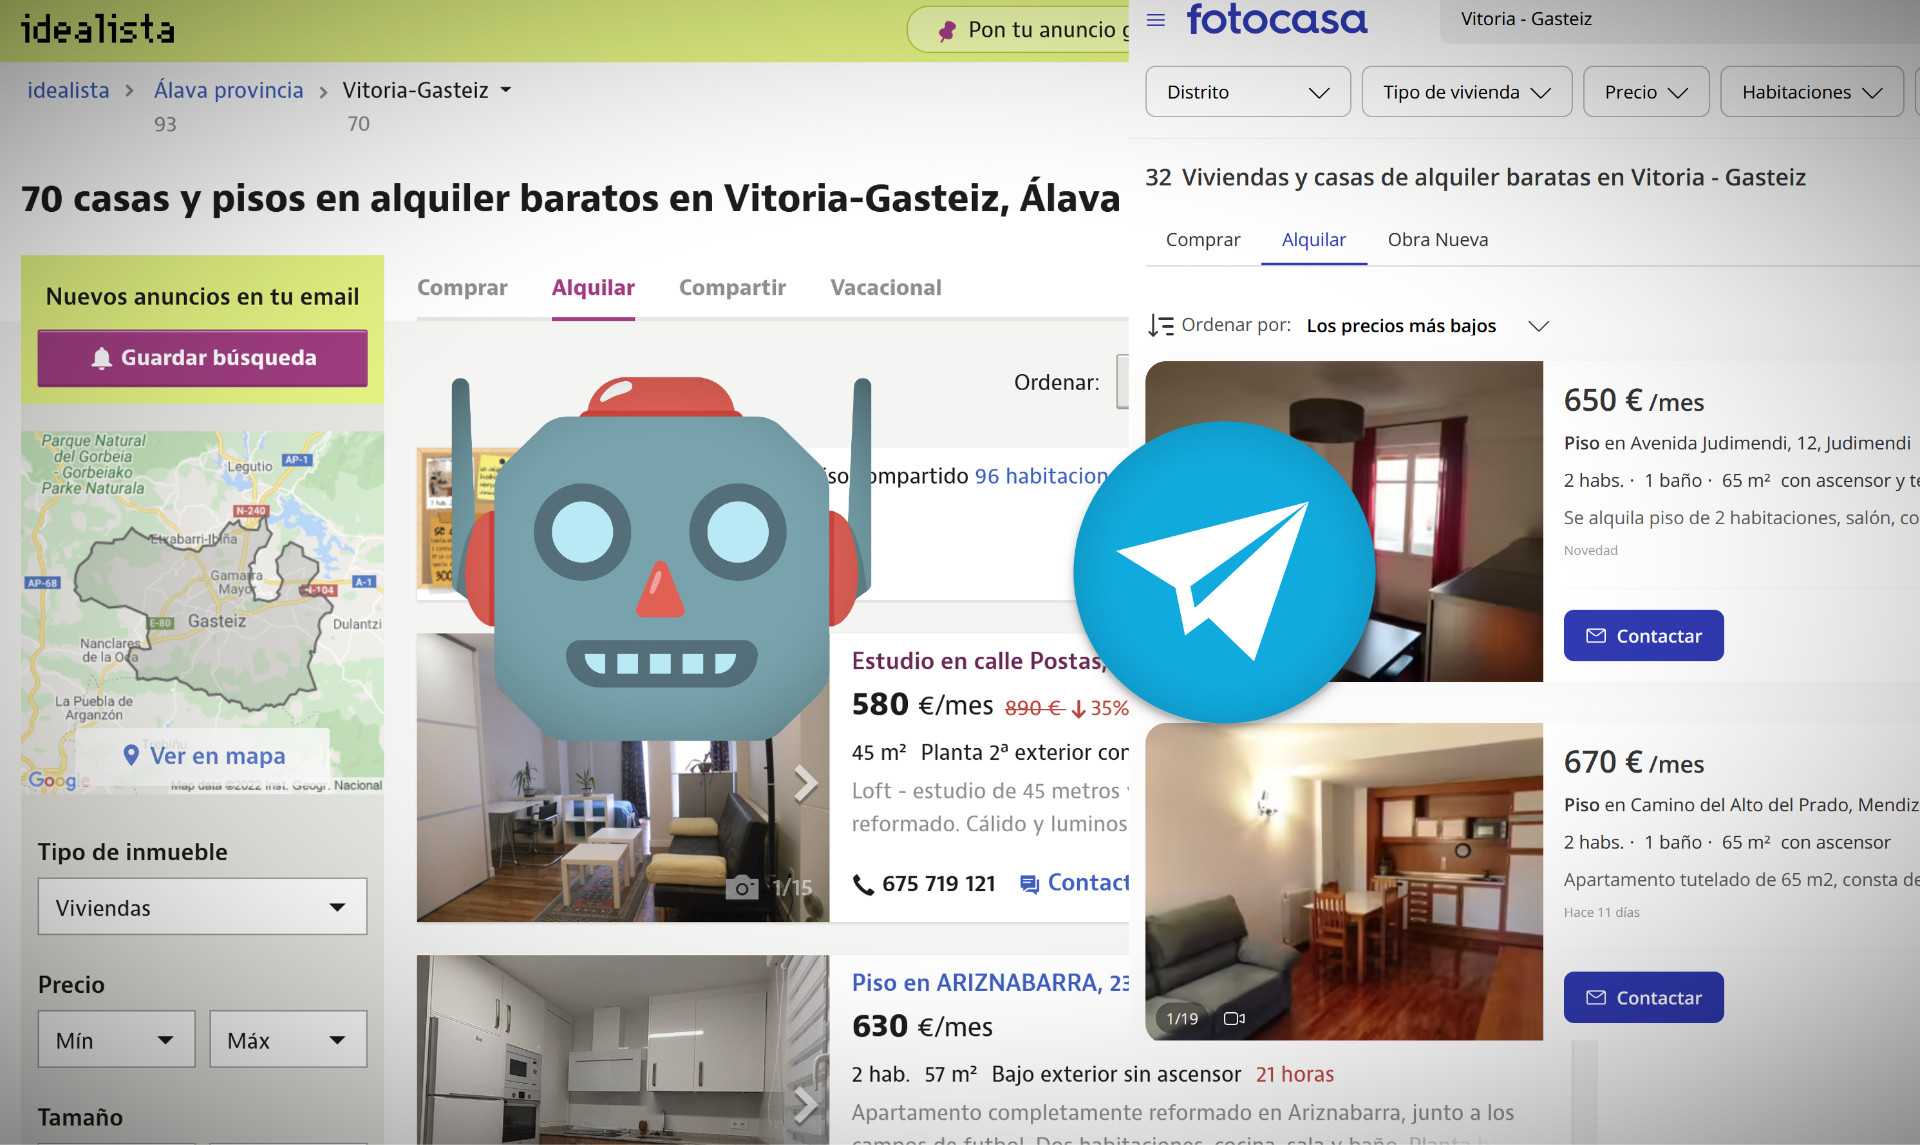 idealista
Pon tu anuncio g
idealista > Álava provincia > Vitoria-Gasteiz
93 70
70 casas y pisos en alquiler baratos en Vitoria-Gasteiz, Álava
Nuevos anuncios en tu email
Guardar búsqueda
Comprar Alquilar Compartir Vacacional
Ordenar:
Parque Natural
del Gorbeia
- Gorbeiako
Parke Naturala
Legutio
AP-1
N-240
Etxabarri-Ibiña
AP-68
Gamarra
Mayor
A-1
N-104
E-80
Gasteiz
Dulantzi
Nanclares
de la Oca
La Puebla de
Arganzón
Ver en mapa
Google
Map data ©2022 Inst. Geogr. Nacional
Tipo de inmueble
Viviendas
Precio
Mín Máx
Tamaño
iso compartido 96 habitacion
Estudio en calle Postas,
580 €/mes 890 € 35%
45 m² Planta 2ª exterior con
Loft - estudio de 45 metros
reformado. Cálido y luminos
675 719 121 Contact
1/15
Piso en ARIZNABARRA, 23
630 €/mes
2 hab. 57 m² Bajo exterior sin ascensor 21 horas
Apartamento completamente reformado en Ariznabarra, junto a los
campos de futbol. Dos habitaciones, cocina, sala y baño.
fotocasa
Vitoria - Gasteiz
Distrito Tipo de vivienda Precio Habitaciones
32 Viviendas y casas de alquiler baratas en Vitoria - Gasteiz
Comprar Alquilar Obra Nueva
Ordenar por: Los precios más bajos
650 € /mes
Piso en Avenida Judimendi, 12, Judimendi
2 habs. · 1 baño · 65 m² con ascensor y te
Se alquila piso de 2 habitaciones, salón, co
Novedad
Contactar
670 € /mes
Piso en Camino del Alto del Prado, Mendiz
2 habs. · 1 baño · 65 m² con ascensor
Apartamento tutelado de 65 m2, consta de
Hace 11 días
Contactar
1/19